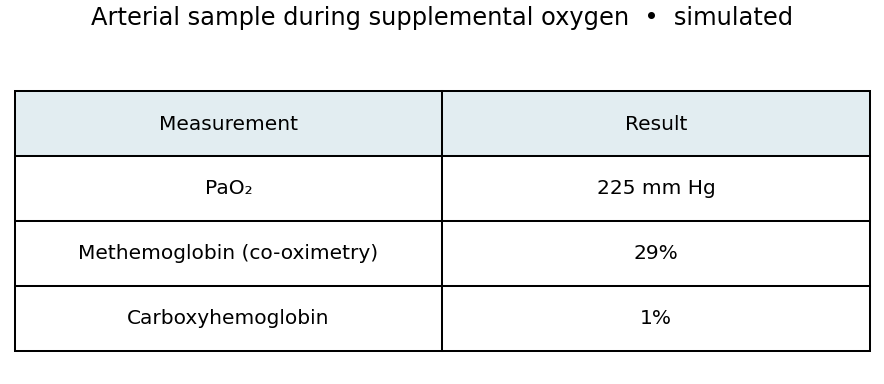 Arterial sample during supplemental oxygen • simulated
Measurement Result
PaO₂ 225 mm Hg
Methemoglobin (co-oximetry) 29%
Carboxyhemoglobin 1%